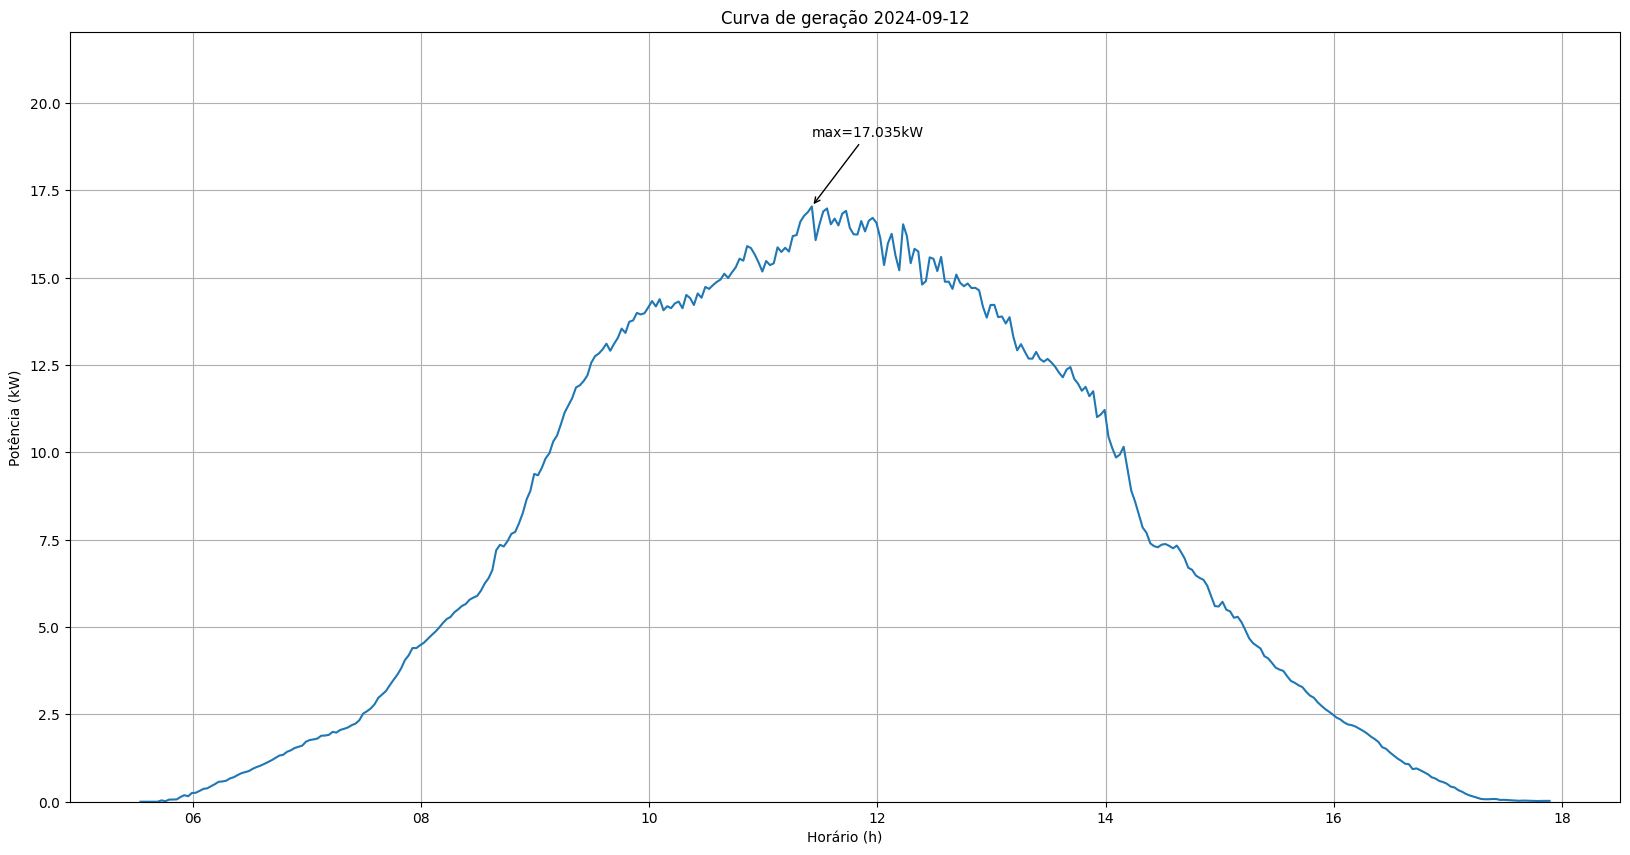 Curva de geração 2024-09-12
20.0
max=17.035kW
17.5
15.0
12.5
Potência (kW)
10.0
7.5
5.0
2.5
0.0
06 08 10 12 14 16 18
Horário (h)